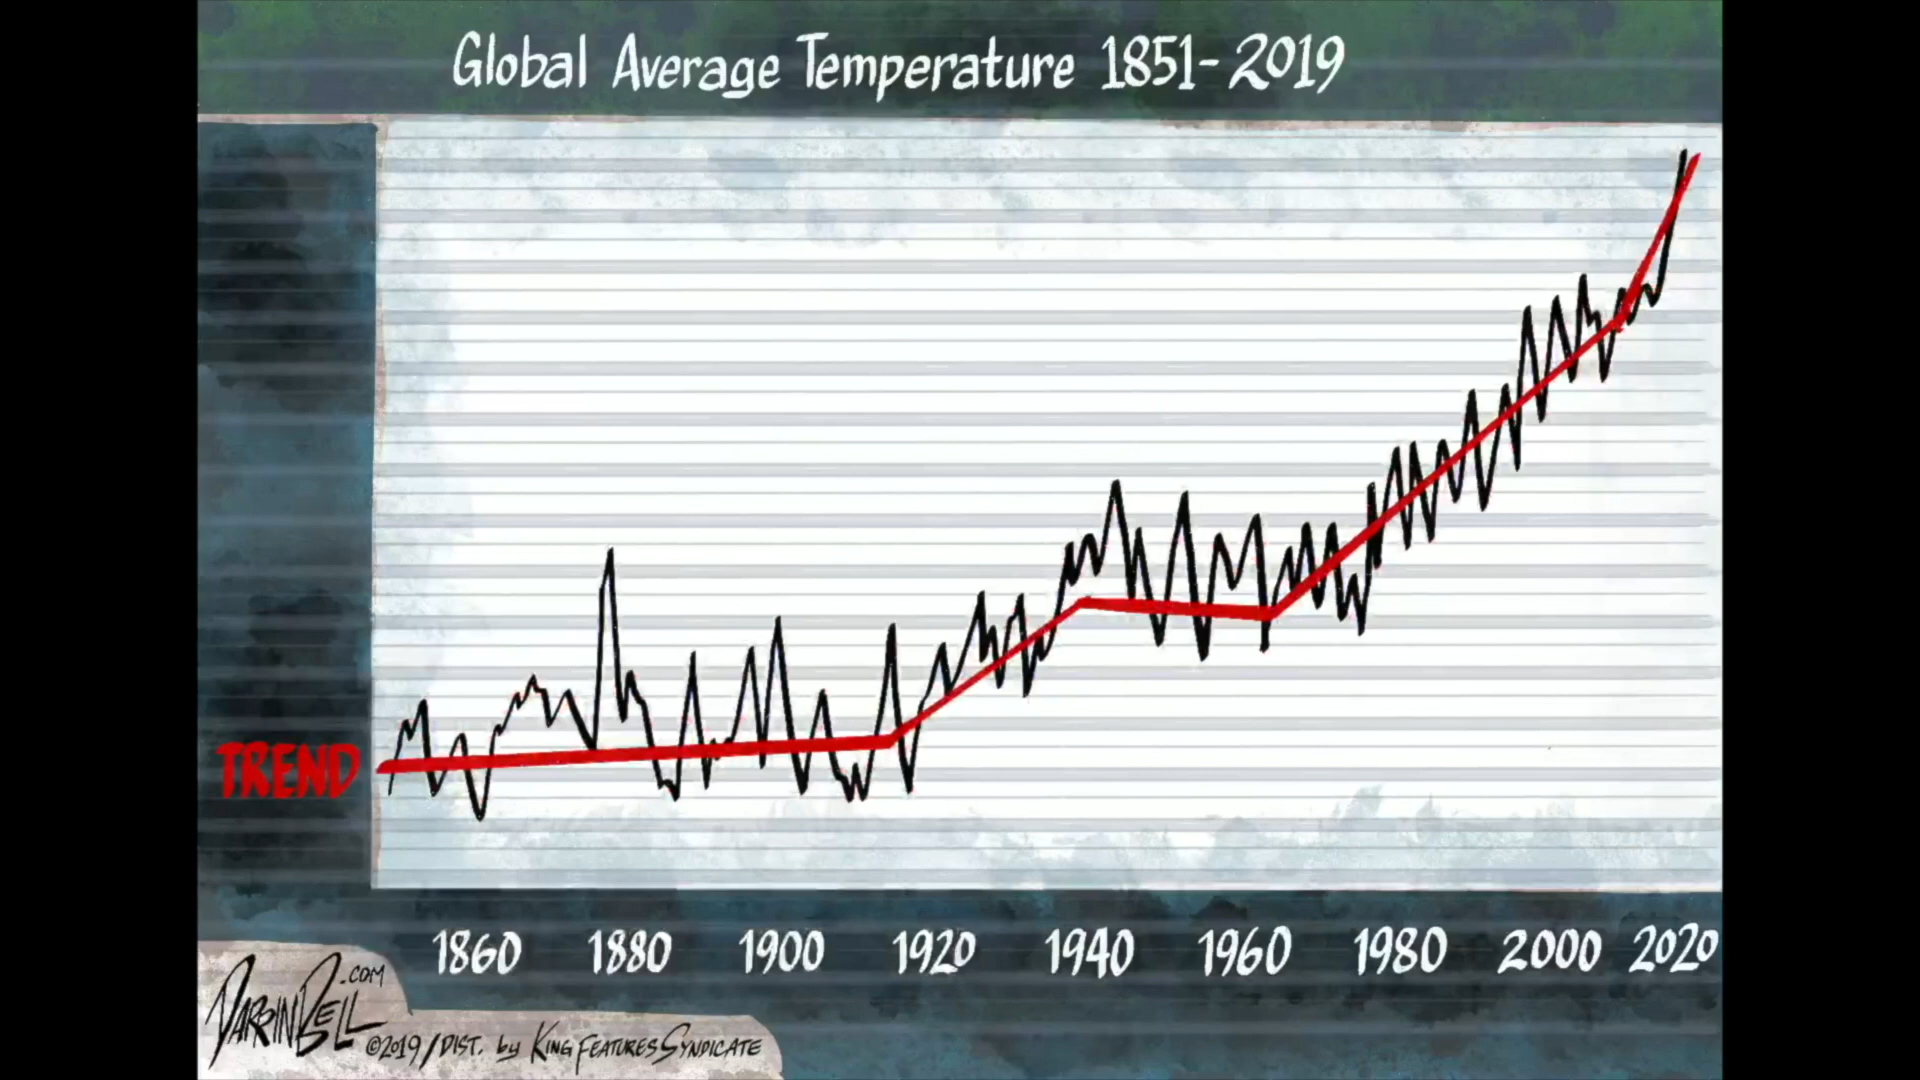 Global Average Temperature 1851-2019
TREND
1860 1880 1900 1920 1940 1960 1980 2000 2020
DARRINBELL.COM
©2019/DIST. by KING FEATURES SYNDICATE